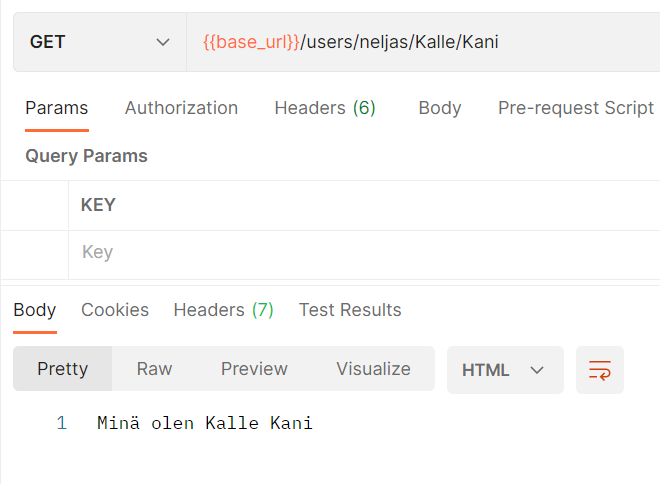 GET {{base_url}}/users/neljas/Kalle/Kani
Params Authorization Headers (6) Body Pre-request Script
Query Params
KEY
Key
Body Cookies Headers (7) Test Results
Pretty Raw Preview Visualize HTML
1 Minä olen Kalle Kani